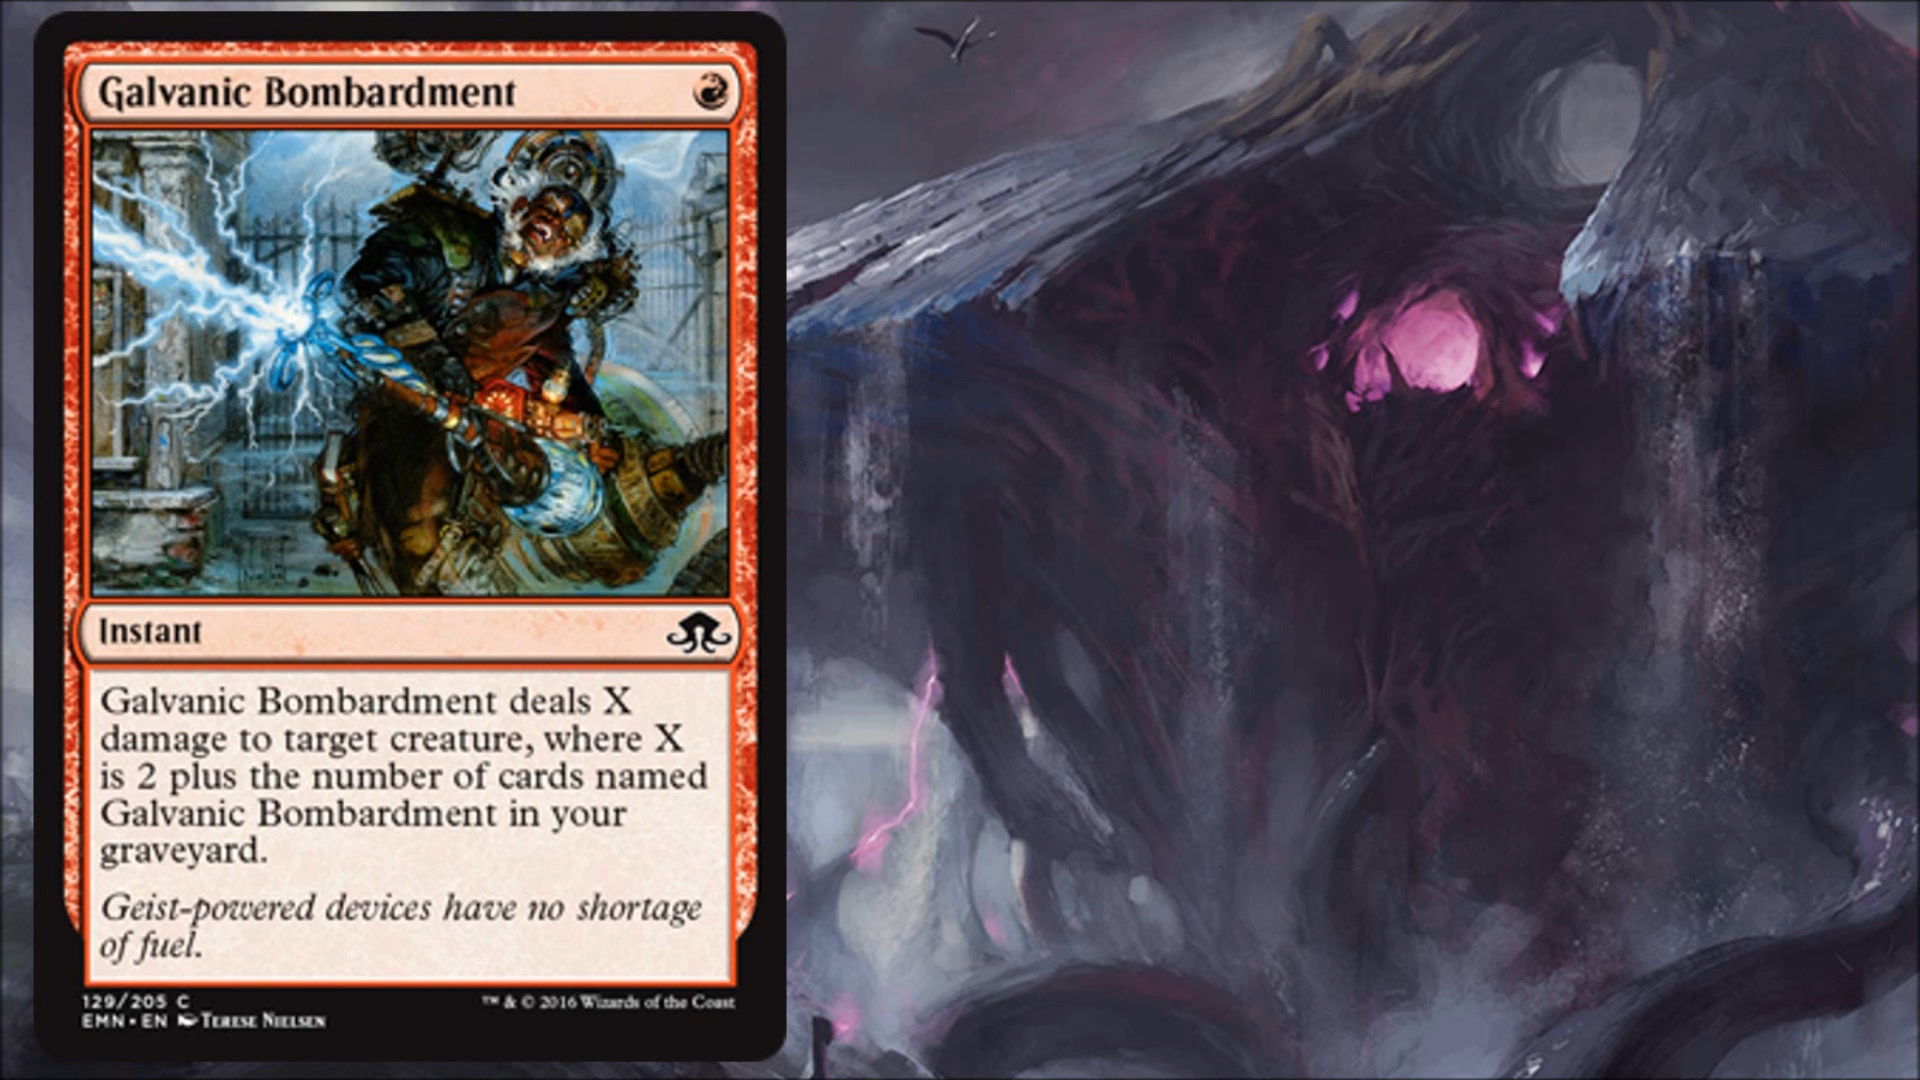 Galvanic Bombardment
Instant
Galvanic Bombardment deals X
damage to target creature, where X
is 2 plus the number of cards named
Galvanic Bombardment in your
graveyard.
Geist-powered devices have no shortage
of fuel.
129/205 C
™ & © 2016 Wizards of the Coast
EMN • EN Terese Nielsen